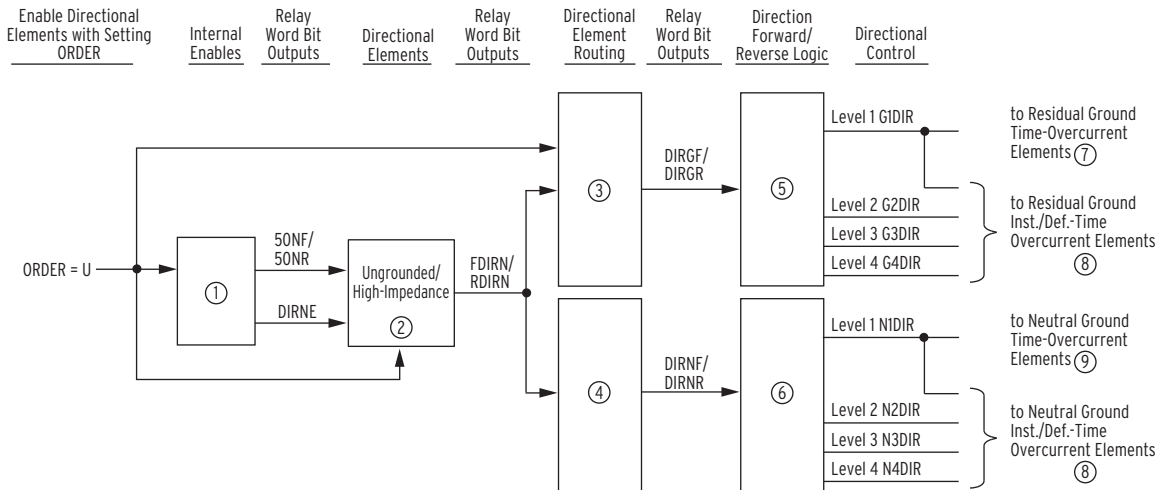 Enable Directional
Elements with Setting
ORDER
Internal
Enables
Relay
Word Bit
Outputs
Directional
Elements
Relay
Word Bit
Outputs
Directional
Element
Routing
Relay
Word Bit
Outputs
Direction
Forward/
Reverse Logic
Directional
Control
ORDER = U
1
50NF/
50NR
DIRNE
Ungrounded/
High-Impedance
2
FDIRN/
RDIRN
3
DIRGF/
DIRGR
5
Level 1 G1DIR
Level 2 G2DIR
Level 3 G3DIR
Level 4 G4DIR
to Residual Ground
Time-Overcurrent
Elements 7
to Residual Ground
Inst./Def.-Time
Overcurrent Elements
8
4
DIRNF/
DIRNR
6
Level 1 N1DIR
Level 2 N2DIR
Level 3 N3DIR
Level 4 N4DIR
to Neutral Ground
Time-Overcurrent
Elements 9
to Neutral Ground
Inst./Def.-Time
Overcurrent Elements
8